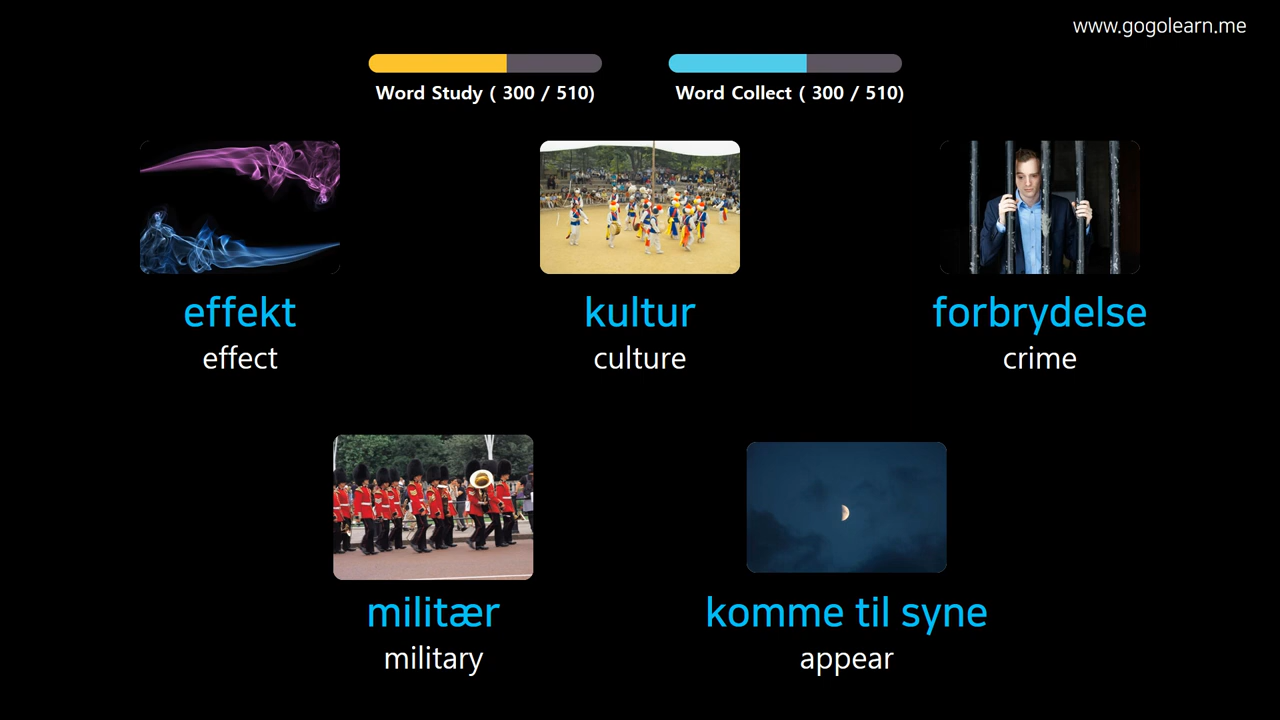 www.gogolearn.me
Word Study ( 300 / 510)
Word Collect ( 300 / 510)
effekt
effect
kultur
culture
forbrydelse
crime
militær
military
komme til syne
appear